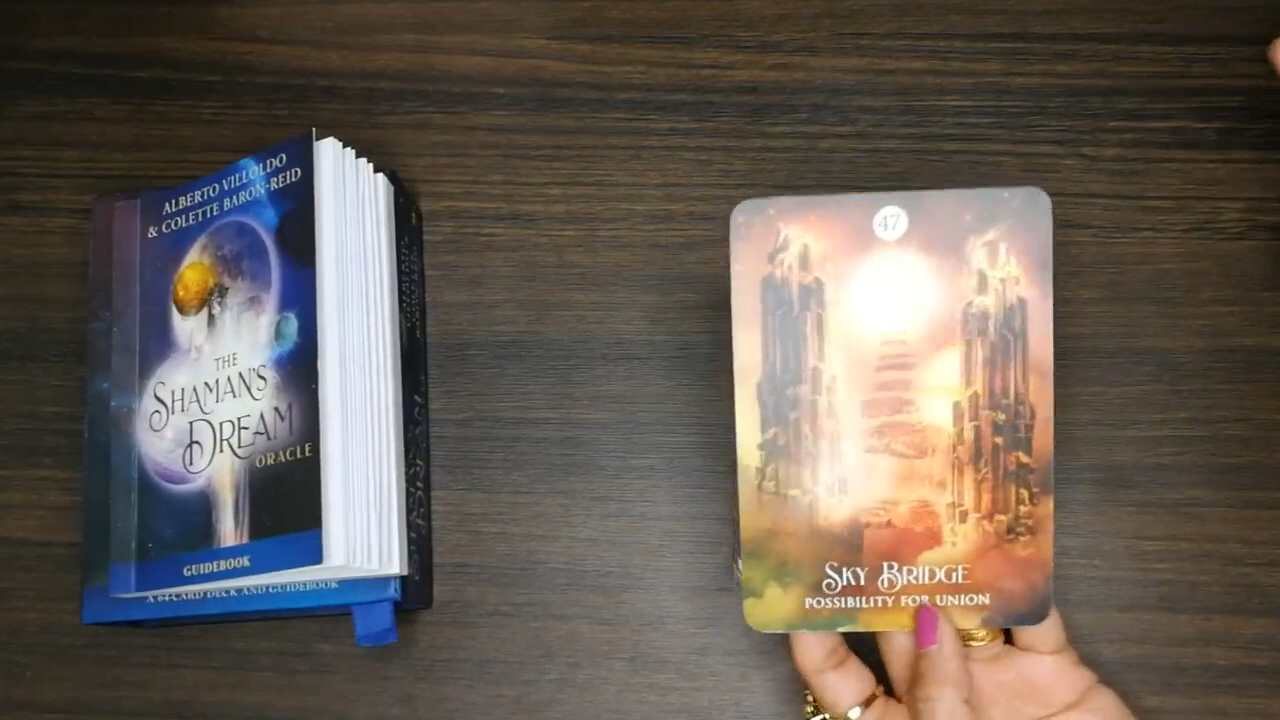 ALBERTO VILLOLDO
& COLETTE BARON-REID
THE
SHAMAN'S
DREAM
ORACLE
GUIDEBOOK
A 64-CARD DECK AND GUIDEBOOK
47
SKY BRIDGE
POSSIBILITY FOR UNION